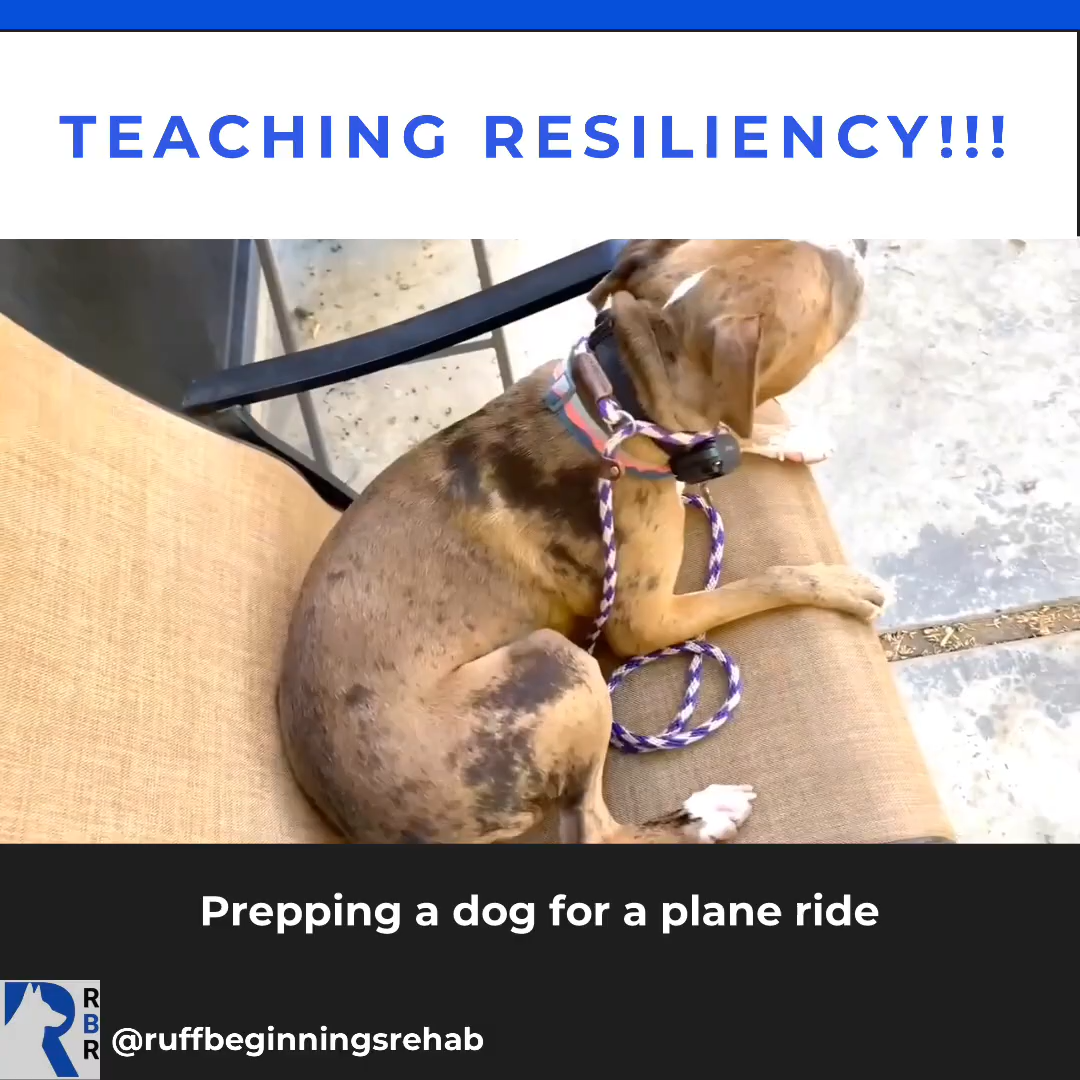 TEACHING RESILIENCY!!!
Prepping a dog for a plane ride
R
B
R
@ruffbeginningsrehab